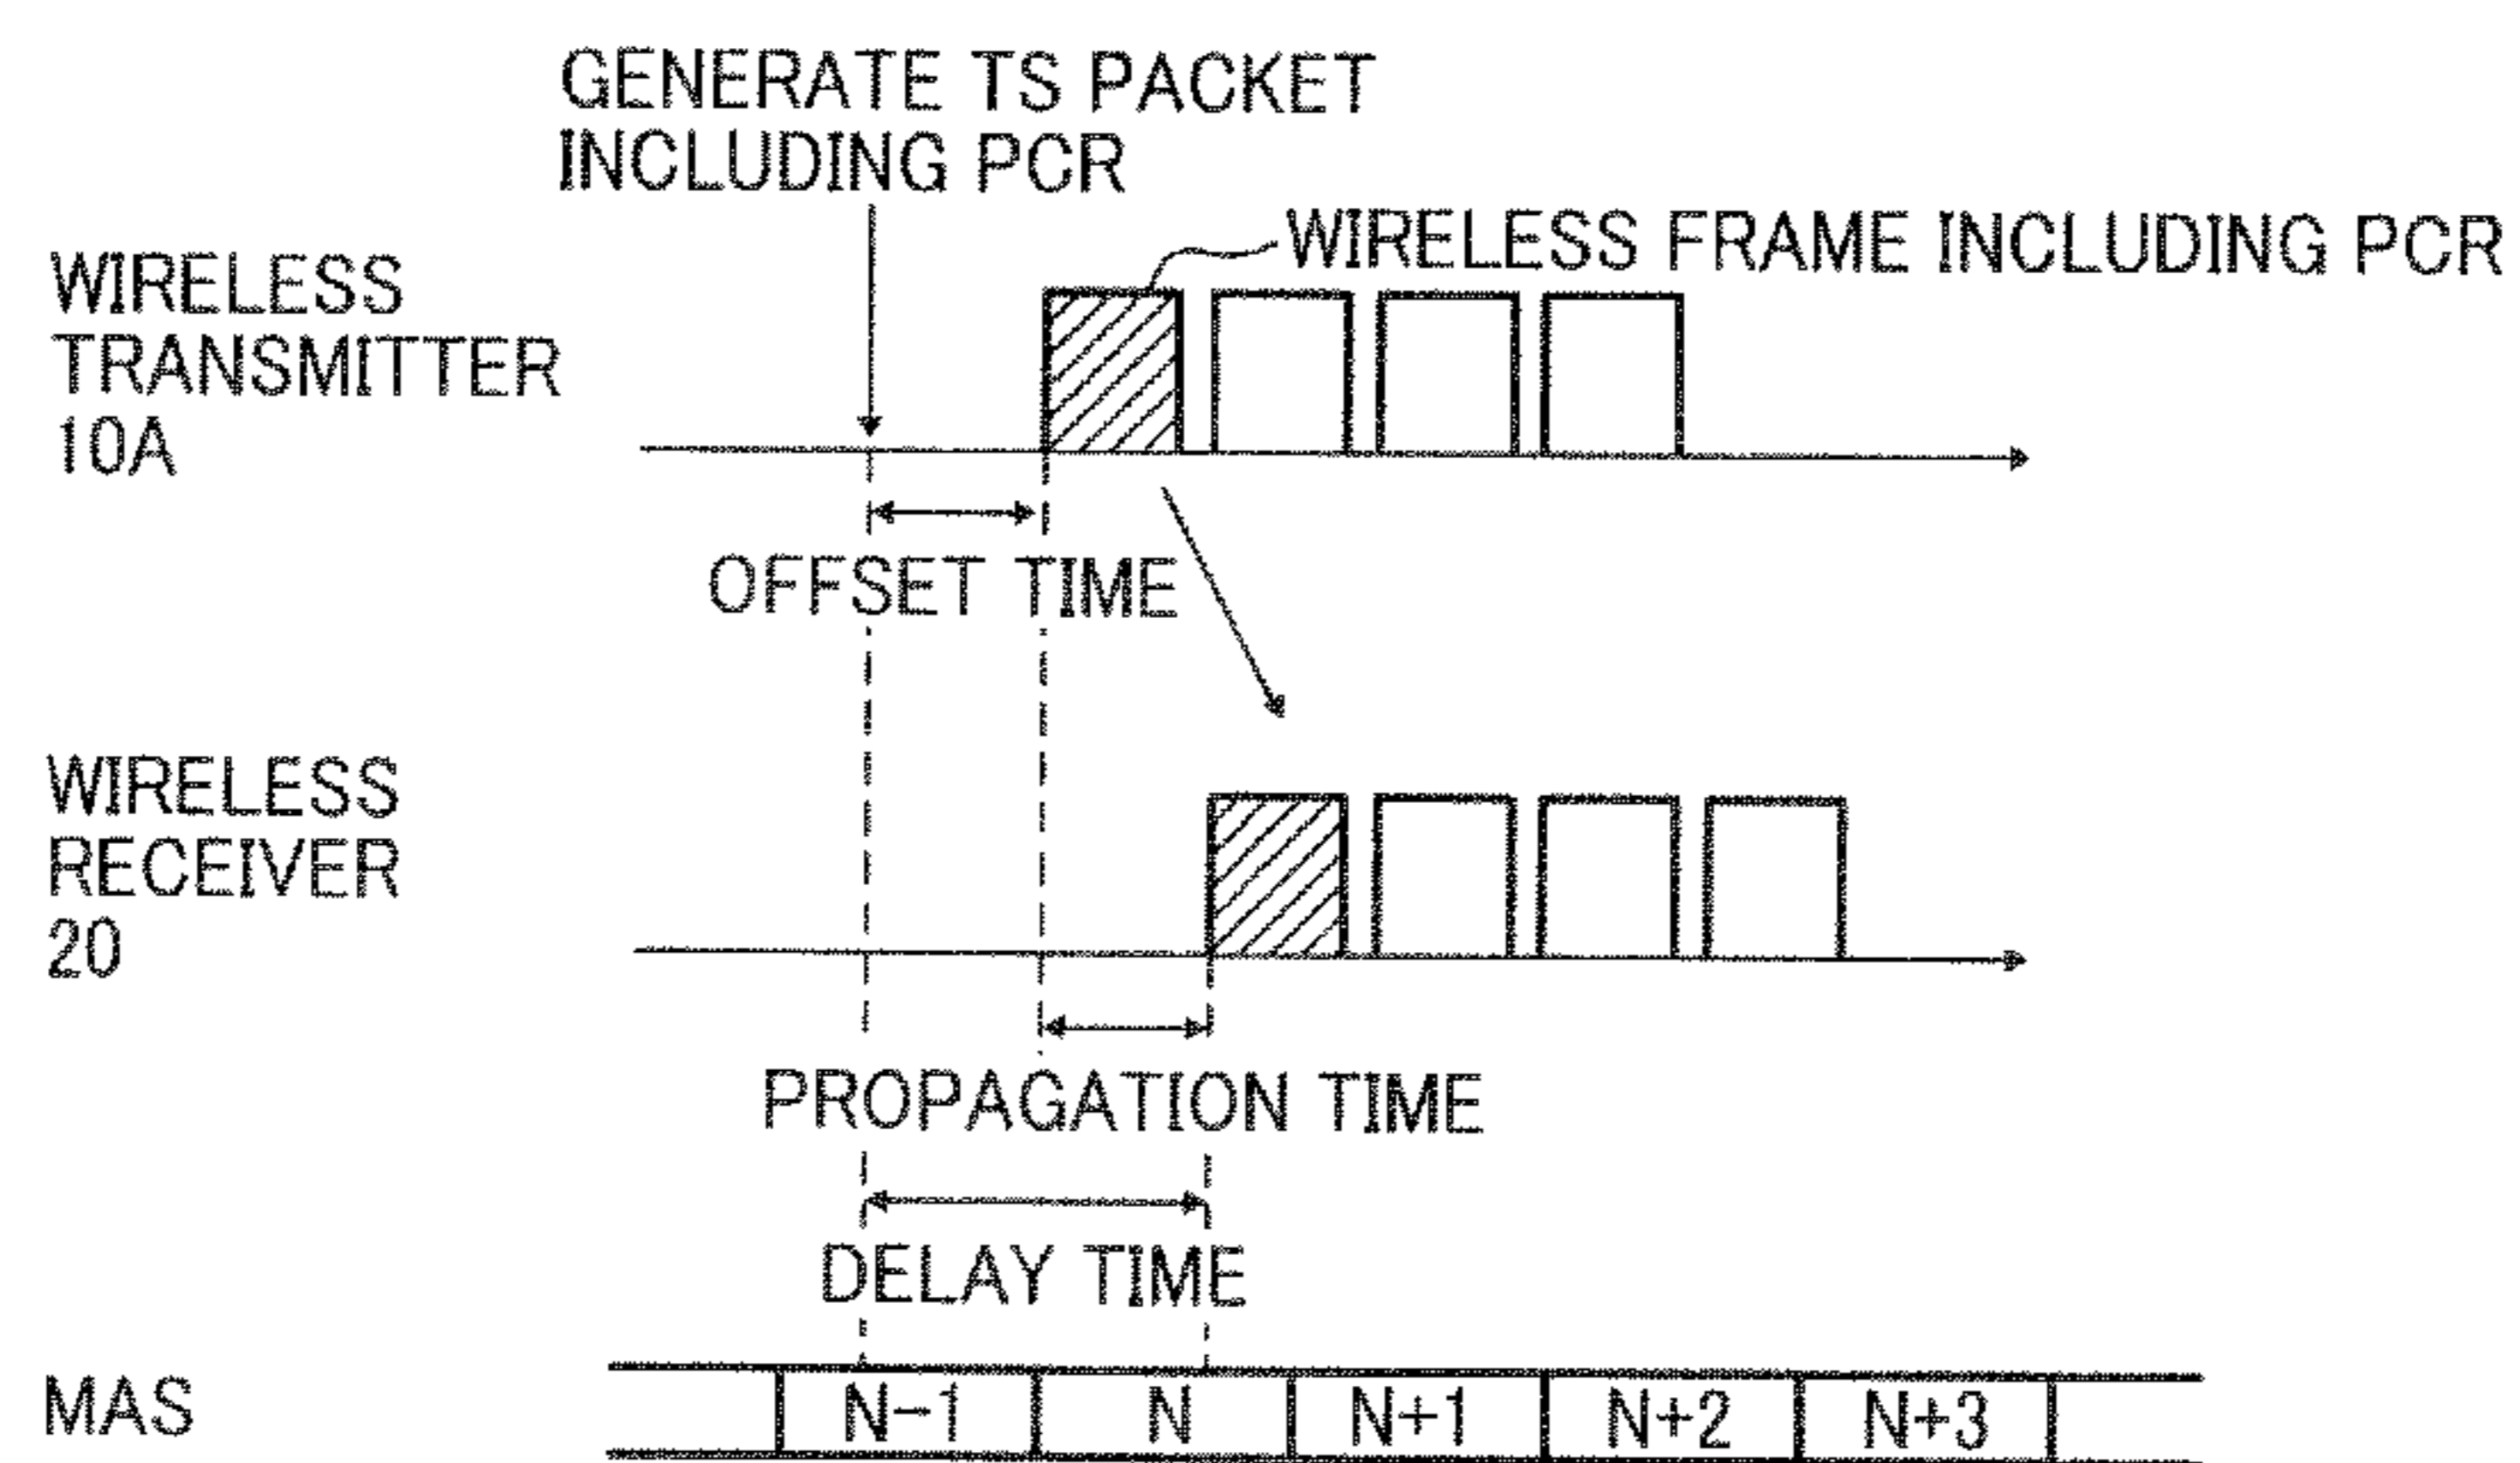 GENERATE TS PACKET
INCLUDING PCR
WIRELESS FRAME INCLUDING PCR
WIRELESS
TRANSMITTER
10A
OFFSET TIME
WIRELESS
RECEIVER
20
PROPAGATION TIME
DELAY TIME
MAS N-1 N N+1 N+2 N+3